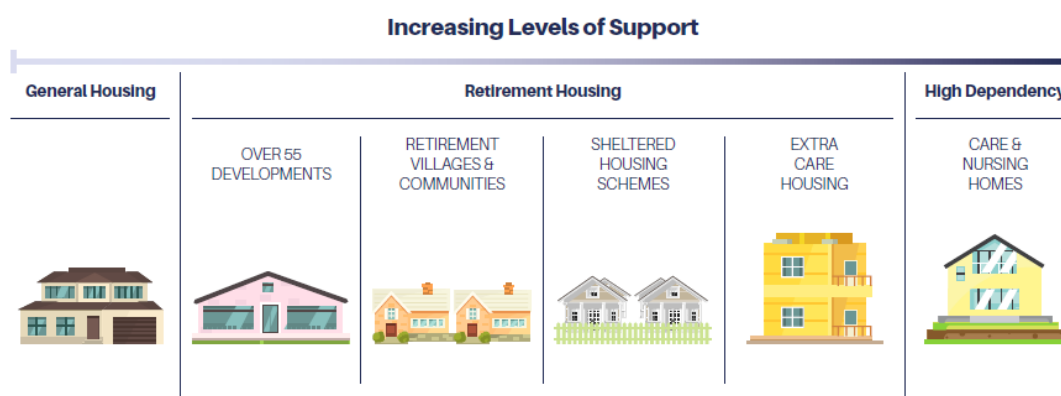 Increasing Levels of Support
General Housing
Retirement Housing
High Dependency
OVER 55
DEVELOPMENTS
RETIREMENT
VILLAGES &
COMMUNITIES
SHELTERED
HOUSING
SCHEMES
EXTRA
CARE
HOUSING
CARE &
NURSING
HOMES